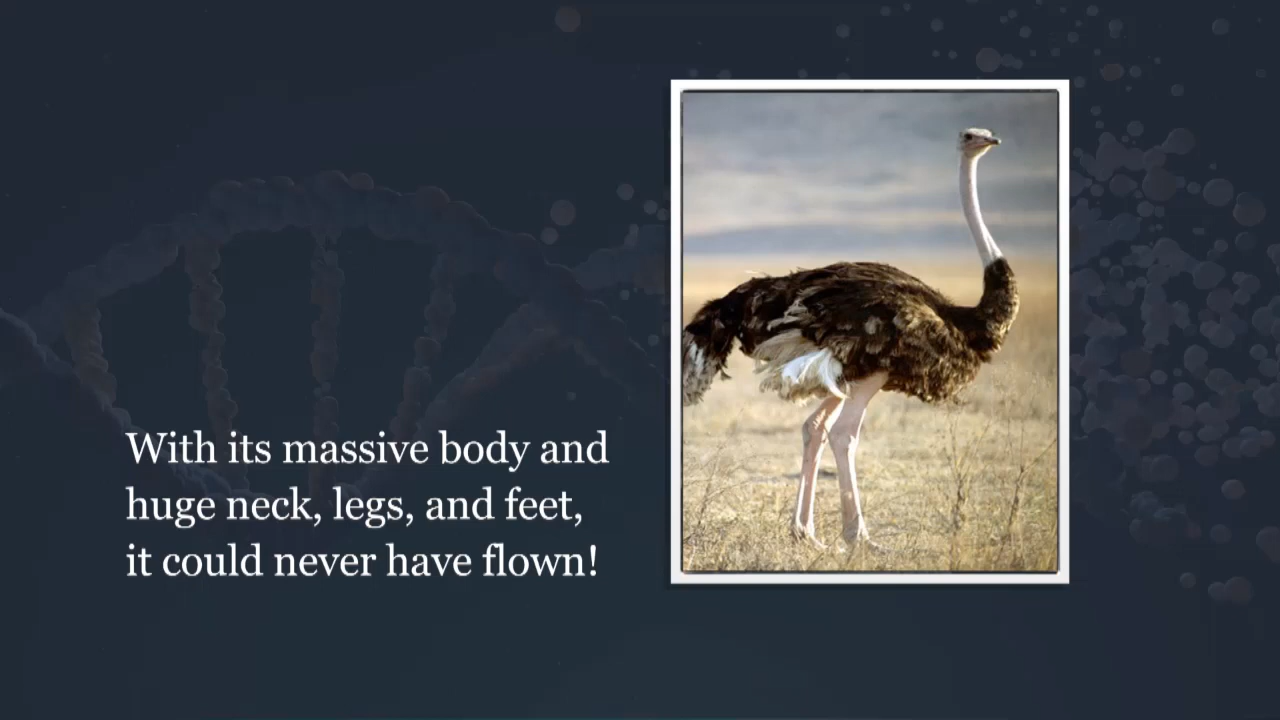 With its massive body and
huge neck, legs, and feet,
it could never have flown!